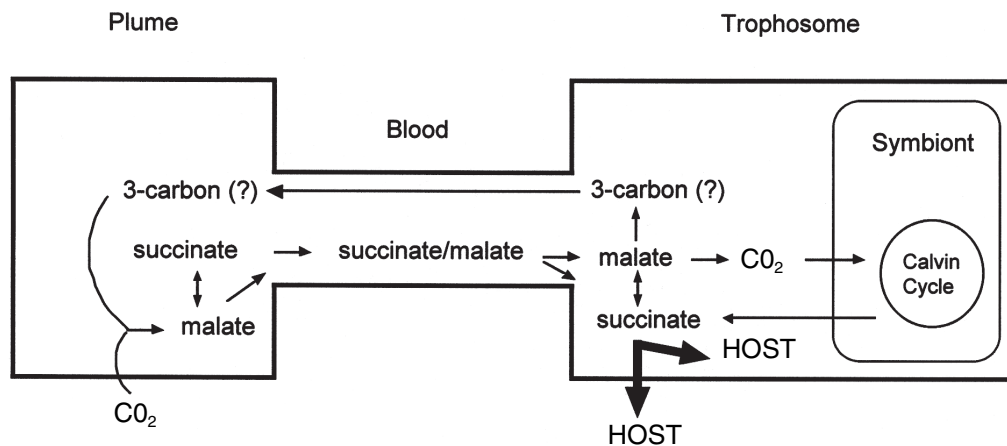 Plume
Trophosome
Blood
Symbiont
3-carbon (?)
3-carbon (?)
succinate
succinate/malate
malate
C0₂
Calvin
Cycle
malate
succinate
HOST
C0₂
HOST